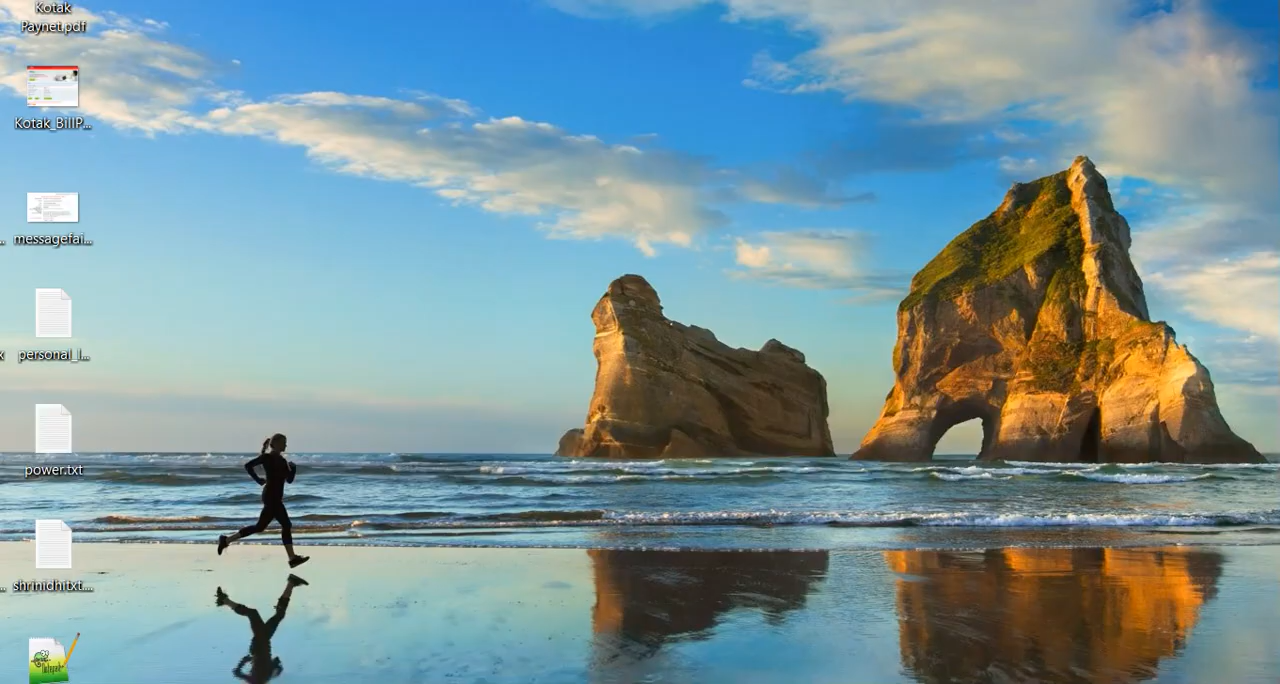 Kotak
Paynet.pdf
Kotak_BillP...
messagefai...
personal_l...
power.txt
shrinidhitxt...